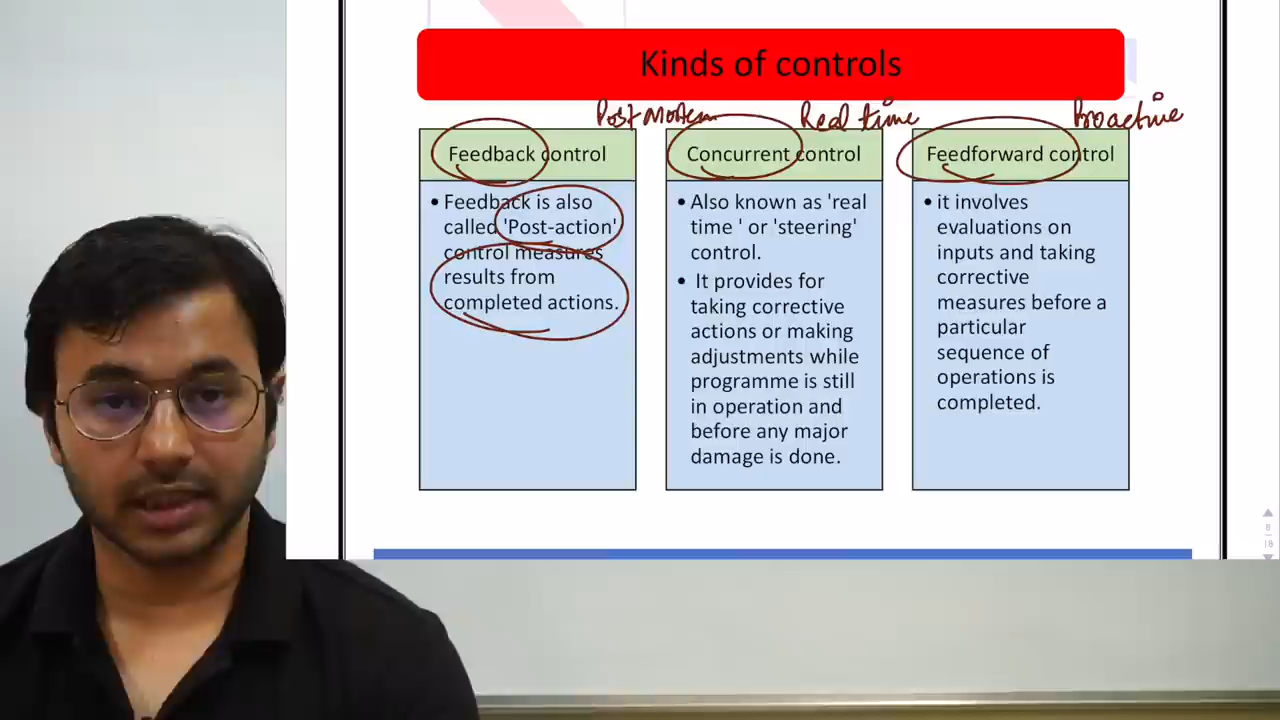 Kinds of controls
Post Mortem
Real time
Proactive
Feedback control
Concurrent control
Feedforward control
• Feedback is also
called 'Post-action'
control measures
results from
completed actions.
• Also known as 'real
time ' or 'steering'
control.
• It provides for
taking corrective
actions or making
adjustments while
programme is still
in operation and
before any major
damage is done.
• it involves
evaluations on
inputs and taking
corrective
measures before a
particular
sequence of
operations is
completed.
8
18